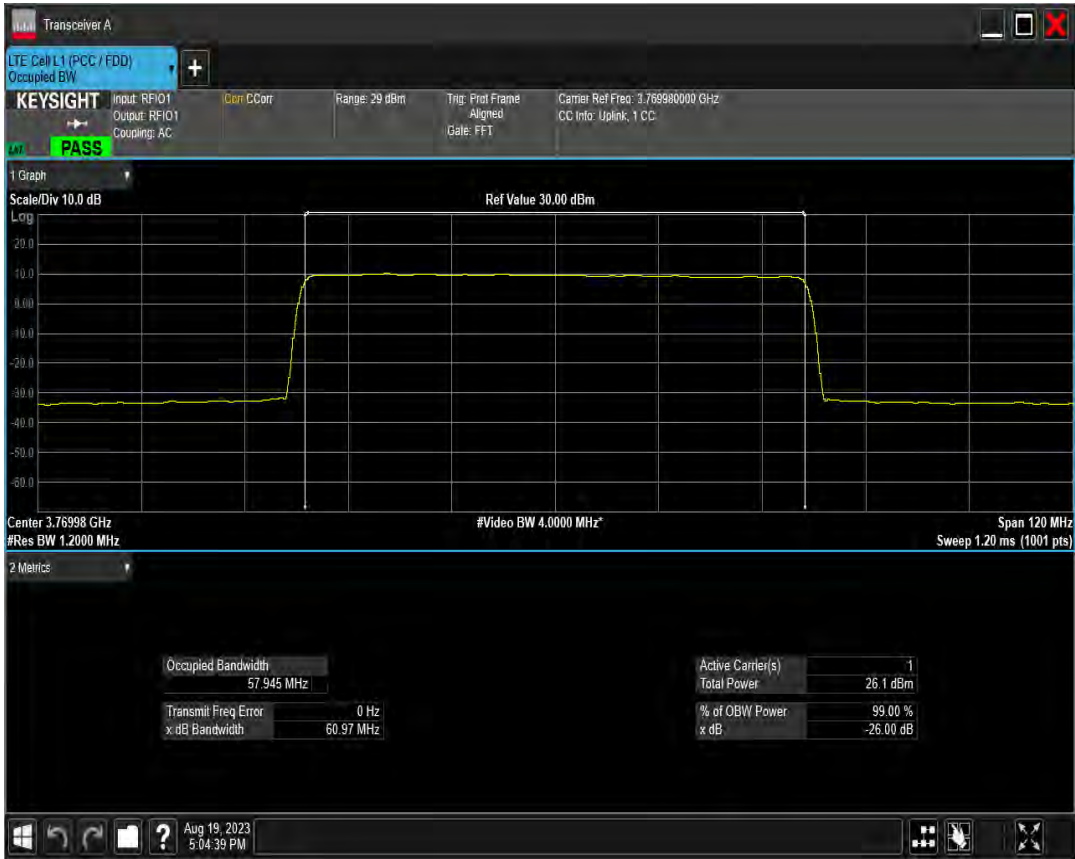 Transceiver A
LTE Cell L1 (PCC / FDD)
Occupied BW
KEYSIGHT
PASS
Input: RFIO1
Output: RFIO1
Coupling: AC
Corr CCorr
Range: 29 dBm
Trig: Prot Frame
Aligned
Gate: FFT
Carrier Ref Freq: 3.769980000 GHz
CC Info: Uplink, 1 CC
1 Graph
Scale/Div 10.0 dB
Ref Value 30.00 dBm
Log
20.0
10.0
0.00
-10.0
-20.0
-30.0
-40.0
-50.0
-60.0
Center 3.76998 GHz
#Video BW 4.0000 MHz*
Span 120 MHz
#Res BW 1.2000 MHz
Sweep 1.20 ms (1001 pts)
2 Metrics
Occupied Bandwidth
57.945 MHz
Transmit Freq Error 0 Hz
x dB Bandwidth 60.97 MHz
Active Carrier(s) 1
Total Power 26.1 dBm
% of OBW Power 99.00 %
x dB -26.00 dB
Aug 19, 2023
5:04:39 PM